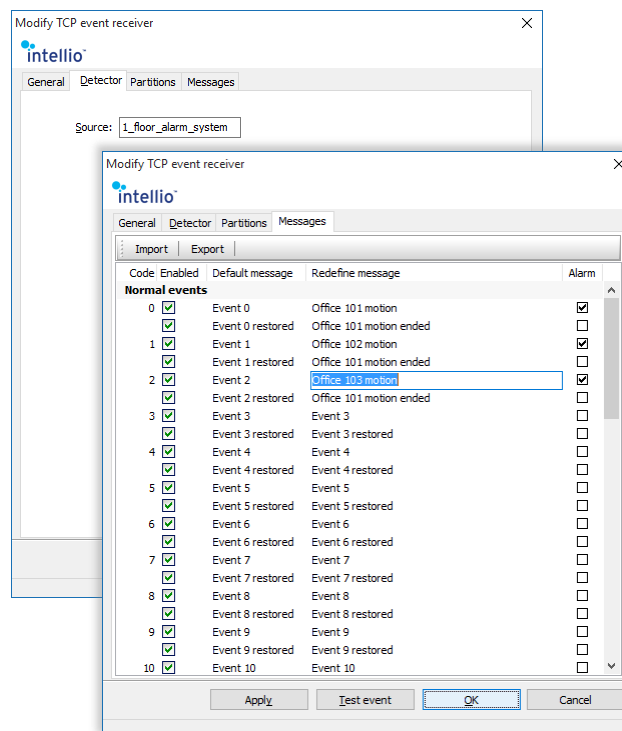 Modify TCP event receiver
intellio
General Detector Partitions Messages
Source: 1_floor_alarm_system
Modify TCP event receiver
intellio
General Detector Partitions Messages
Import Export
Code Enabled Default message Redefine message Alarm
Normal events
0 Event 0 Office 101 motion
Event 0 restored Office 101 motion ended
1 Event 1 Office 102 motion
Event 1 restored Office 101 motion ended
2 Event 2 Office 103 motion
Event 2 restored Office 101 motion ended
3 Event 3 Event 3
Event 3 restored Event 3 restored
4 Event 4 Event 4
Event 4 restored Event 4 restored
5 Event 5 Event 5
Event 5 restored Event 5 restored
6 Event 6 Event 6
Event 6 restored Event 6 restored
7 Event 7 Event 7
Event 7 restored Event 7 restored
8 Event 8 Event 8
Event 8 restored Event 8 restored
9 Event 9 Event 9
Event 9 restored Event 9 restored
10 Event 10 Event 10
Apply Test event OK Cancel